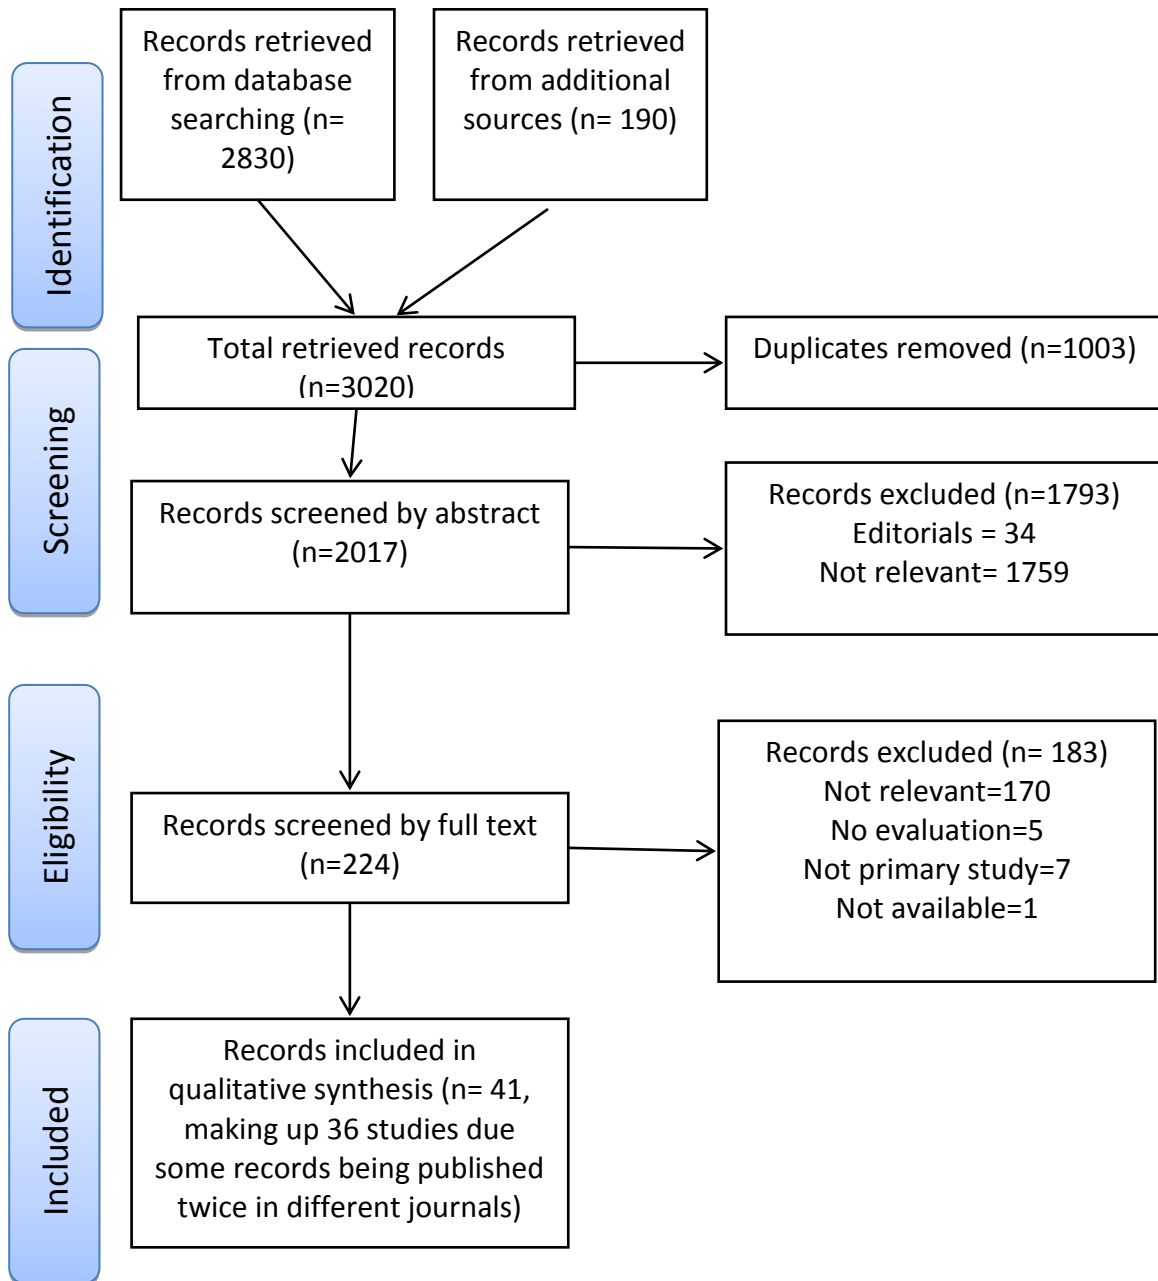 Identification
Records retrieved
from database
searching (n=
2830)
Records retrieved
from additional
sources (n= 190)
Screening
Total retrieved records
(n=3020)
Duplicates removed (n=1003)
Records screened by abstract
(n=2017)
Records excluded (n=1793)
Editorials = 34
Not relevant= 1759
Eligibility
Records screened by full text
(n=224)
Records excluded (n= 183)
Not relevant=170
No evaluation=5
Not primary study=7
Not available=1
Included
Records included in
qualitative synthesis (n= 41,
making up 36 studies due
some records being published
twice in different journals)